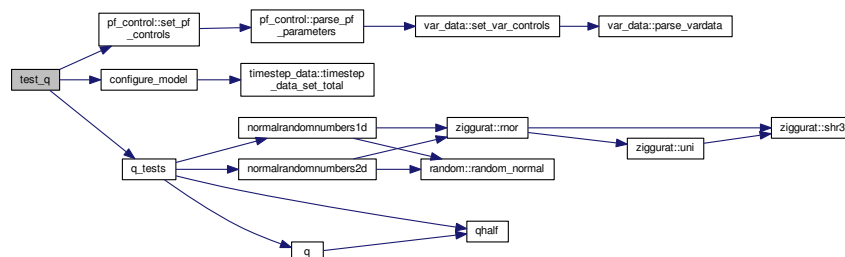 pf_control::set_pf
_controls
pf_control::parse_pf
_parameters
var_data::set_var_controls
var_data::parse_vardata
test_q
configure_model
timestep_data::timestep
_data_set_total
normalrandomnumbers1d
ziggurat::rnor
ziggurat::shr3
ziggurat::uni
q_tests
normalrandomnumbers2d
random::random_normal
qhalf
q